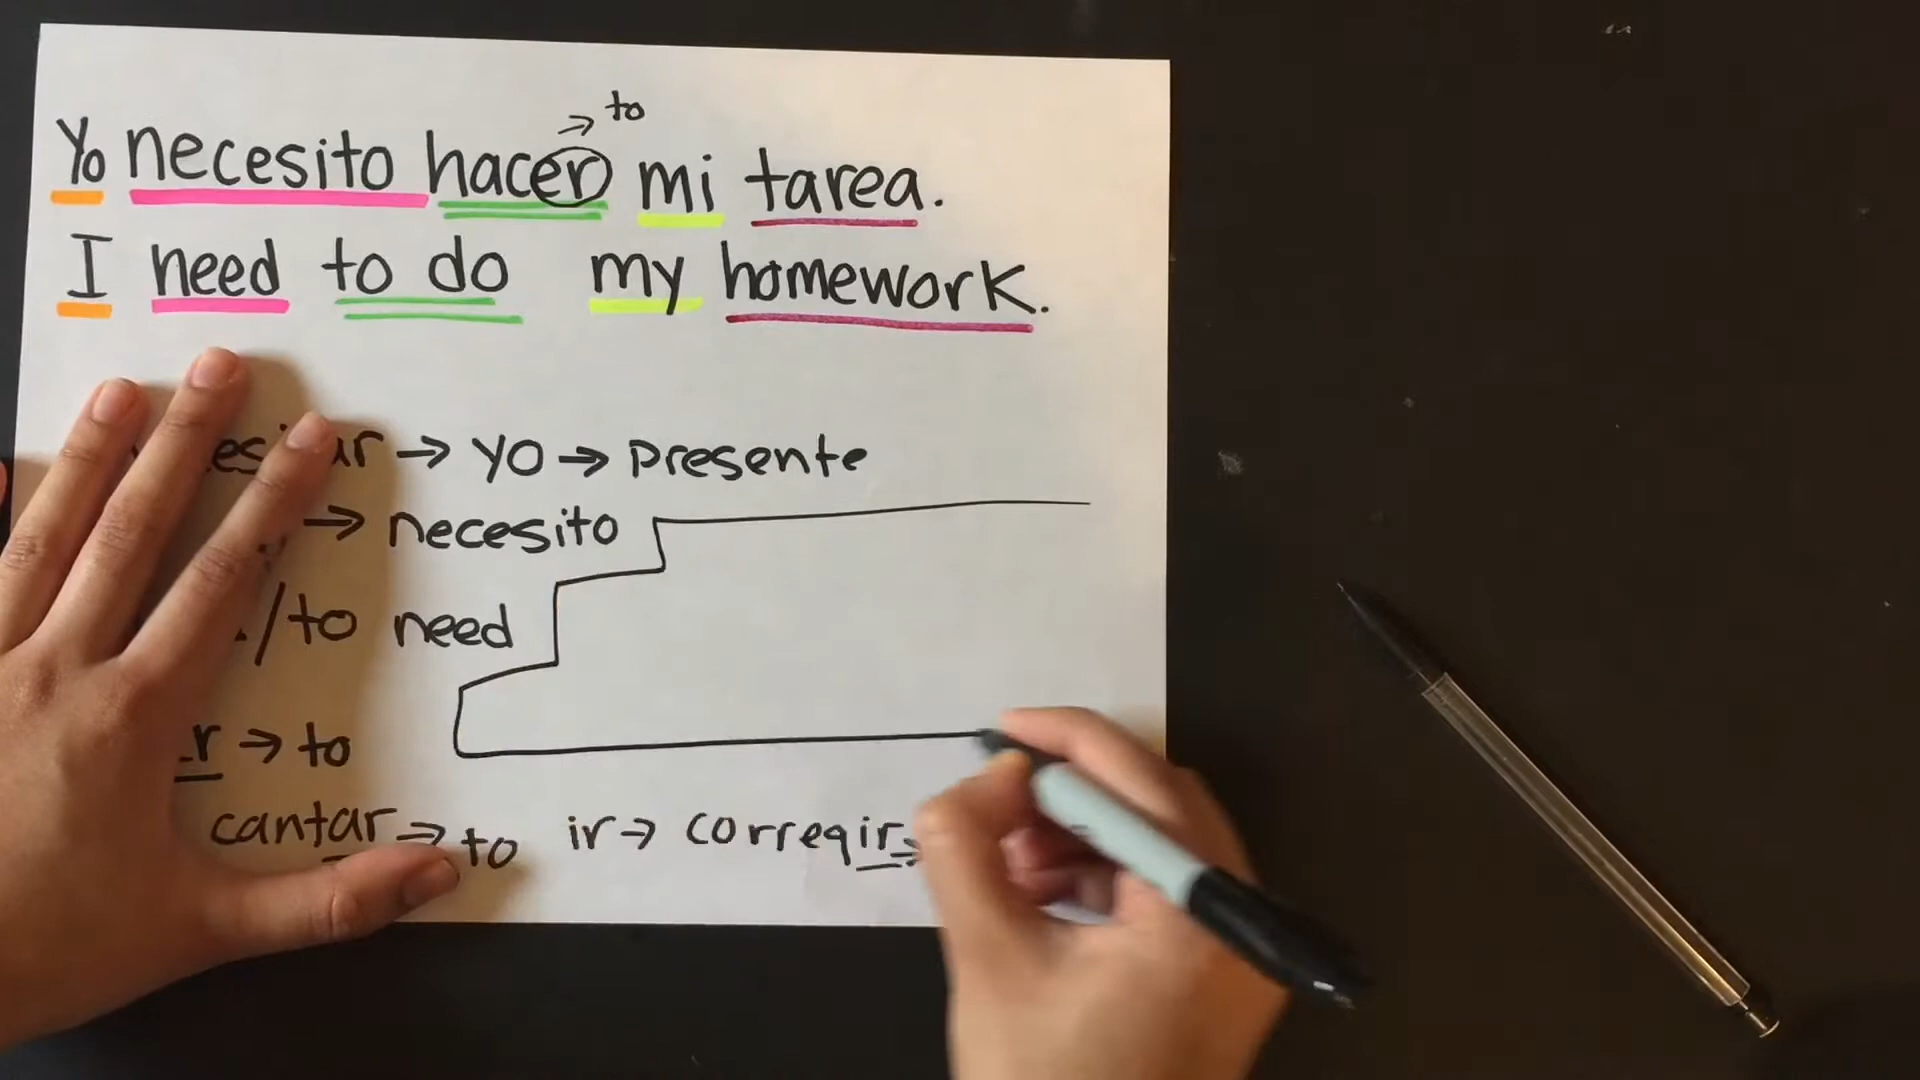 to
Yo necesito hacer mi tarea.
I need to do my homework.
→ yo → presente
→ necesito
/to need
→ to
cantar → to ir → corregir →